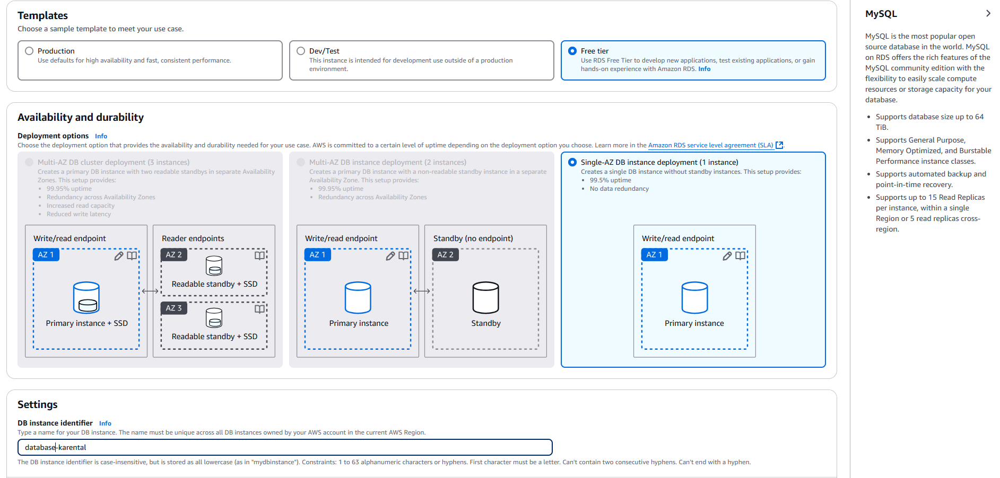 Templates
Choose a sample template to meet your use case.
Production
Use defaults for high availability and fast, consistent performance.
Dev/Test
This instance is intended for development use outside of a production
environment.
Free tier
Use RDS Free Tier to develop new applications, test existing applications, or gain
hands-on experience with Amazon RDS. Info
Availability and durability
Deployment options Info
Choose the deployment option that provides the availability and durability needed for your use case. AWS is committed to a certain level of uptime depending on the deployment option you choose. Learn more in the Amazon RDS service level agreement (SLA).
Multi-AZ DB cluster deployment (3 instances)
Creates a primary DB instance with two readable standbys in separate Availability
Zones. This setup provides:
• 99.95% uptime
• Redundancy across Availability Zones
• Increased read capacity
• Reduced write latency
Write/read endpoint
AZ 1
Primary instance + SSD
Reader endpoints
AZ 2
Readable standby + SSD
AZ 3
Readable standby + SSD
Multi-AZ DB instance deployment (2 instances)
Creates a primary DB instance with a non-readable standby instance in a separate
Availability Zone. This setup provides:
• 99.95% uptime
• Redundancy across Availability Zones
Write/read endpoint
AZ 1
Primary instance
Standby (no endpoint)
AZ 2
Standby
Single-AZ DB instance deployment (1 instance)
Creates a single DB instance without standby instances. This setup provides:
• 99.5% uptime
• No data redundancy
Write/read endpoint
AZ 1
Primary instance
Settings
DB instance identifier Info
Type a name for your DB instance. The name must be unique across all DB instances owned by your AWS account in the current AWS Region.
database-karental
The DB instance identifier is case-insensitive, but is stored as all lowercase (as in "mydbinstance"). Constraints: 1 to 63 alphanumeric characters or hyphens. First character must be a letter. Can't contain two consecutive hyphens. Can't end with a hyphen.
MySQL
MySQL is the most popular open
source database in the world. MySQL
on RDS offers the rich features of the
MySQL community edition with the
flexibility to easily scale compute
resources or storage capacity for your
database.
• Supports database size up to 64
TiB.
• Supports General Purpose,
Memory Optimized, and Burstable
Performance instance classes.
• Supports automated backup and
point-in-time recovery.
• Supports up to 15 Read Replicas
per instance, within a single
Region or 5 read replicas cross-
region.